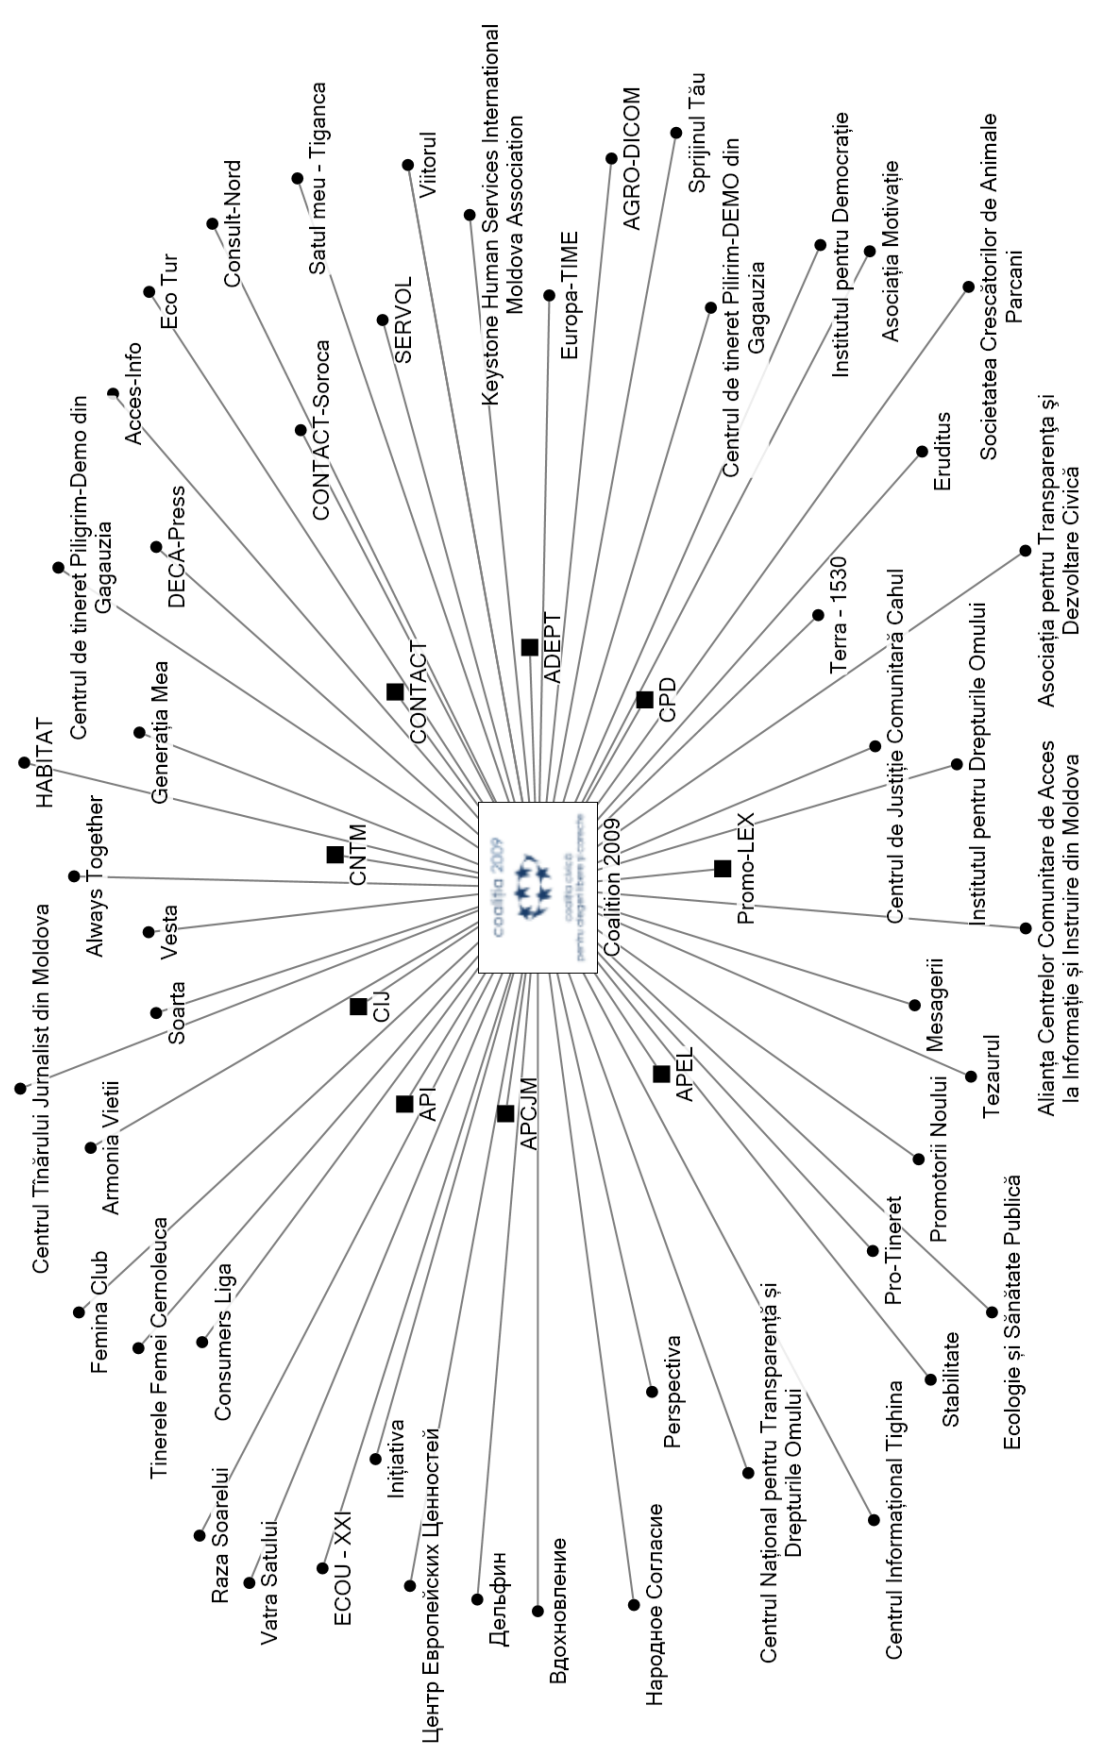 HABITAT
Centrul de tineret Piligrim-Demo din
Gagauzia
Acces-Info
Eco Tur
Consult-Nord
Satul meu - Tiganca
Viitorul
Keystone Human Services International
Moldova Association
AGRO-DICOM
Sprijinul Tău
Centrul de tineret Pilirim-DEMO din
Gagauzia
Institutul pentru Democrație
Asociația Motivație
Societatea Crescătorilor de Animale
Parcani
Eruditus
Asociația pentru Transparența și
Dezvoltare Civică
Generația Mea
DECA-Press
CONTACT-Soroca
SERVOL
Europa-TIME
Terra - 1530
Centrul de Justiție Comunitară Cahul
Institutul pentru Drepturile Omului
Always Together
Vesta
CNTM
CONTACT
ADEPT
CPD
Promo-LEX
coaliția 2009
coaliția civică
pentru alegeri libere și corecte
Coalition 2009
Alianța Centrelor Comunitare de Acces
la Informație și Instruire din Moldova
Centrul Tînărului Jurnalist din Moldova
Soarta
Armonia Vietii
CIJ
API
APCJM
APEL
Mesagerii
Tezaurul
Promotorii Noului
Femina Club
Tinerele Femei Cernoleuca
Consumers Liga
Raza Soarelui
Vatra Satului
ECOU - XXI
Inițiativa
Центр Европейских Ценностей
Дельфин
Вдохновление
Народное Согласие
Perspectiva
Centrul Național pentru Transparență și
Drepturile Omului
Centrul Informațional Tighina
Stabilitate
Pro-Tineret
Ecologie și Sănătate Publică